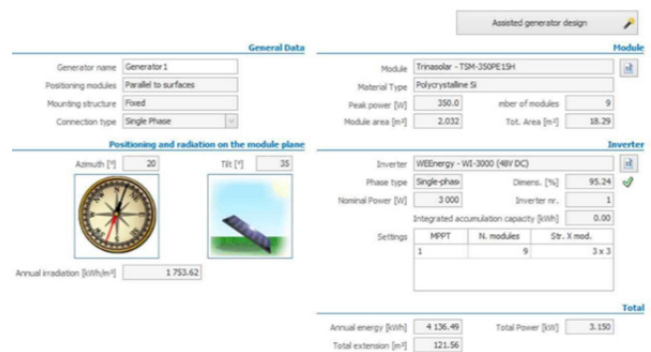 Assisted generator design
General Data
Generator name Generator1
Positioning modules Parallel to surfaces
Mounting structure Fixed
Connection type Single Phase
Positioning and radiation on the module plane
Azimuth [°] 20 Tilt [°] 35
Annual irradiation [kWh/m²] 1 753.62
Module
Module Trinasolar - TSM-350PE15H
Material Type Polycrystalline Si
Peak power [W] 350.0 mber of modules 9
Module area [m²] 2.032 Tot. Area [m²] 18.29
Inverter
Inverter WEEnergy - WI-3000 (48V DC)
Phase type Single-phas Dimens. [%] 95.24
Nominal Power [W] 3 000 Inverter nr. 1
Integrated accumulation capacity [kWh] 0.00
Settings MPPT N. modules Str. X mod.
1 9 3 x 3
Total
Annual energy [kWh] 4 136.49 Total Power [kW] 3.150
Total extension [m²] 121.56